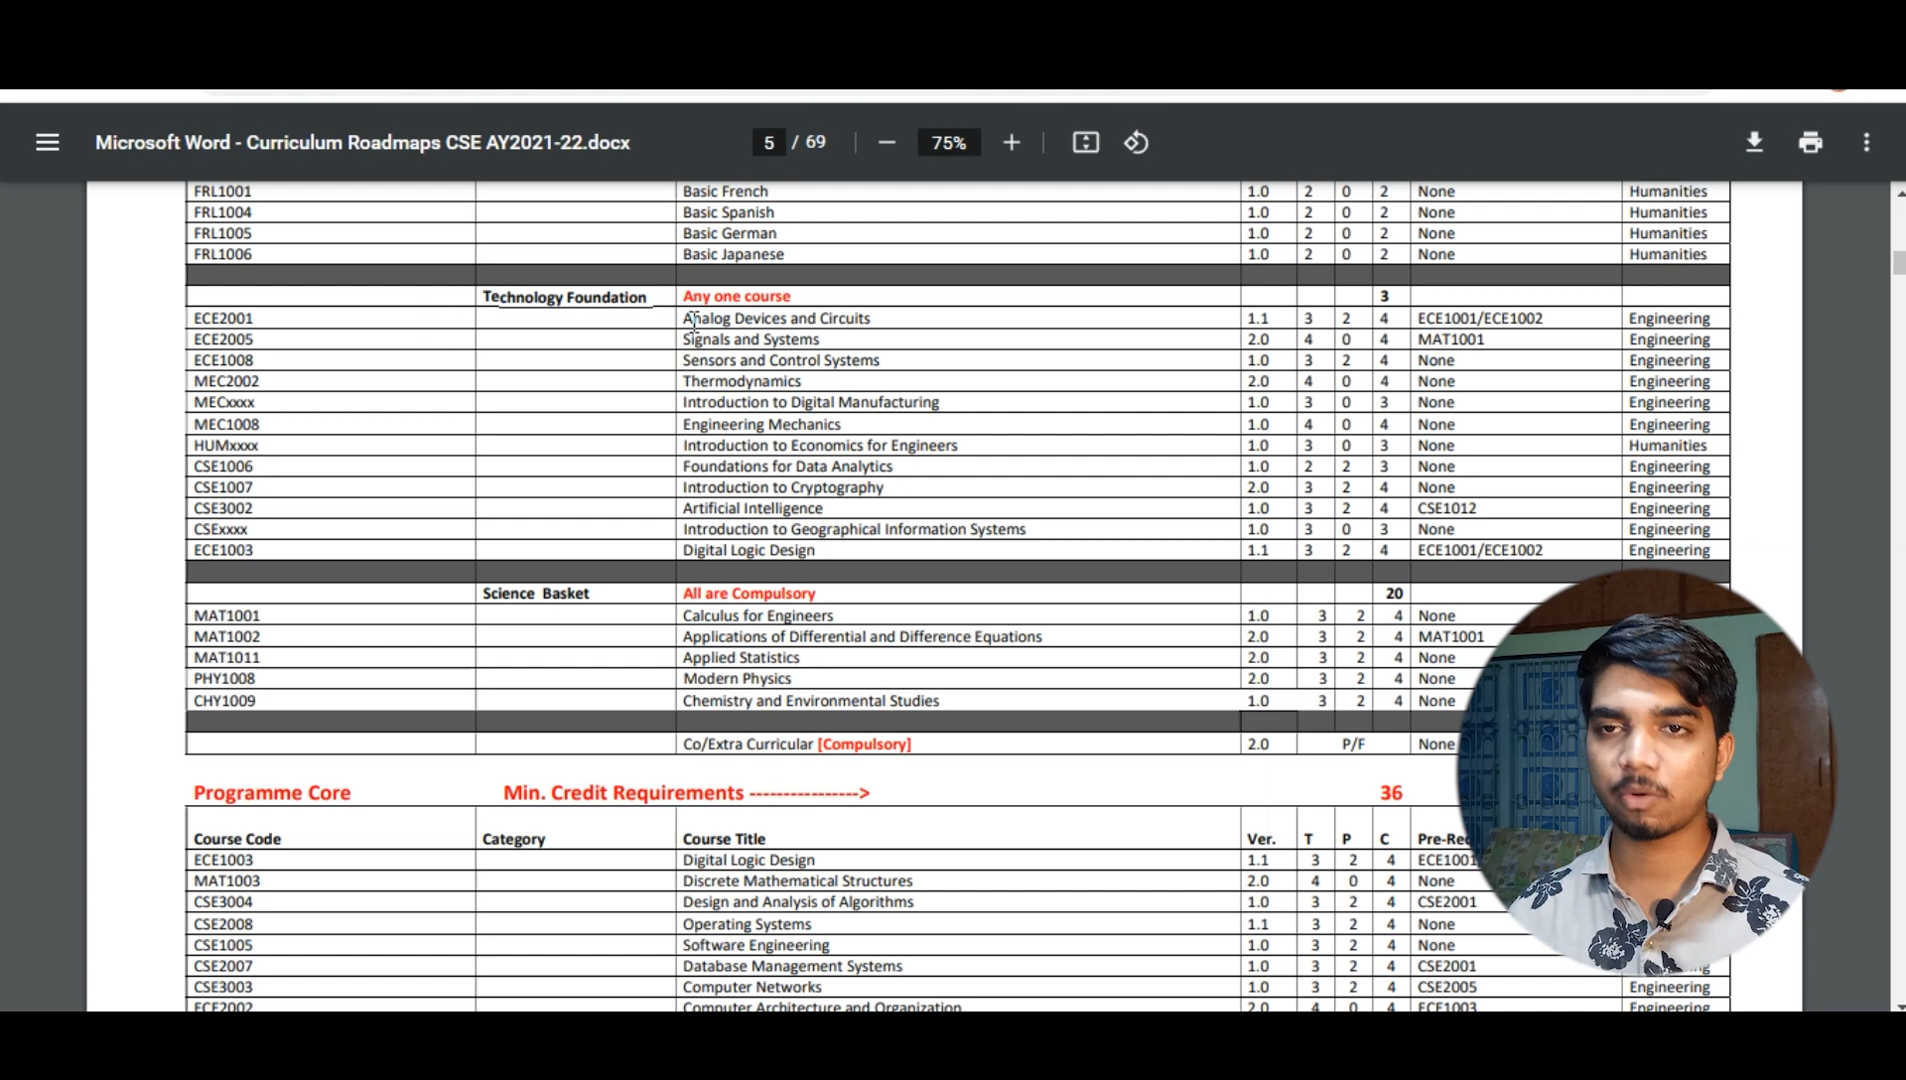 Microsoft Word - Curriculum Roadmaps CSE AY2021-22.docx 5 / 69 75%
FRL1001 Basic French 1.0 2 0 2 None Humanities
FRL1004 Basic Spanish 1.0 2 0 2 None Humanities
FRL1005 Basic German 1.0 2 0 2 None Humanities
FRL1006 Basic Japanese 1.0 2 0 2 None Humanities
Technology Foundation Any one course 3
ECE2001 Analog Devices and Circuits 1.1 3 2 4 ECE1001/ECE1002 Engineering
ECE2005 Signals and Systems 2.0 4 0 4 MAT1001 Engineering
ECE1008 Sensors and Control Systems 1.0 3 2 4 None Engineering
MEC2002 Thermodynamics 2.0 4 0 4 None Engineering
MECxxxx Introduction to Digital Manufacturing 1.0 3 0 3 None Engineering
MEC1008 Engineering Mechanics 1.0 4 0 4 None Engineering
HUMxxxx Introduction to Economics for Engineers 1.0 3 0 3 None Humanities
CSE1006 Foundations for Data Analytics 1.0 2 2 3 None Engineering
CSE1007 Introduction to Cryptography 2.0 3 2 4 None Engineering
CSE3002 Artificial Intelligence 1.0 3 2 4 CSE1012 Engineering
CSExxxx Introduction to Geographical Information Systems 1.0 3 0 3 None Engineering
ECE1003 Digital Logic Design 1.1 3 2 4 ECE1001/ECE1002 Engineering
Science Basket All are Compulsory 20
MAT1001 Calculus for Engineers 1.0 3 2 4 None
MAT1002 Applications of Differential and Difference Equations 2.0 3 2 4 MAT1001
MAT1011 Applied Statistics 2.0 3 2 4 None
PHY1008 Modern Physics 2.0 3 2 4 None
CHY1009 Chemistry and Environmental Studies 1.0 3 2 4 None
Co/Extra Curricular [Compulsory] 2.0 P/F None
Programme Core Min. Credit Requirements ----------------> 36
Course Code Category Course Title Ver. T P C Pre-Req
ECE1003 Digital Logic Design 1.1 3 2 4 ECE1001
MAT1003 Discrete Mathematical Structures 2.0 4 0 4 None
CSE3004 Design and Analysis of Algorithms 1.0 3 2 4 CSE2001
CSE2008 Operating Systems 1.1 3 2 4 None
CSE1005 Software Engineering 1.0 3 2 4 None
CSE2007 Database Management Systems 1.0 3 2 4 CSE2001
CSE3003 Computer Networks 1.0 3 2 4 CSE2005 Engineering
ECE2002 Computer Architecture and Organization 2.0 4 0 4 ECE1003 Engineering